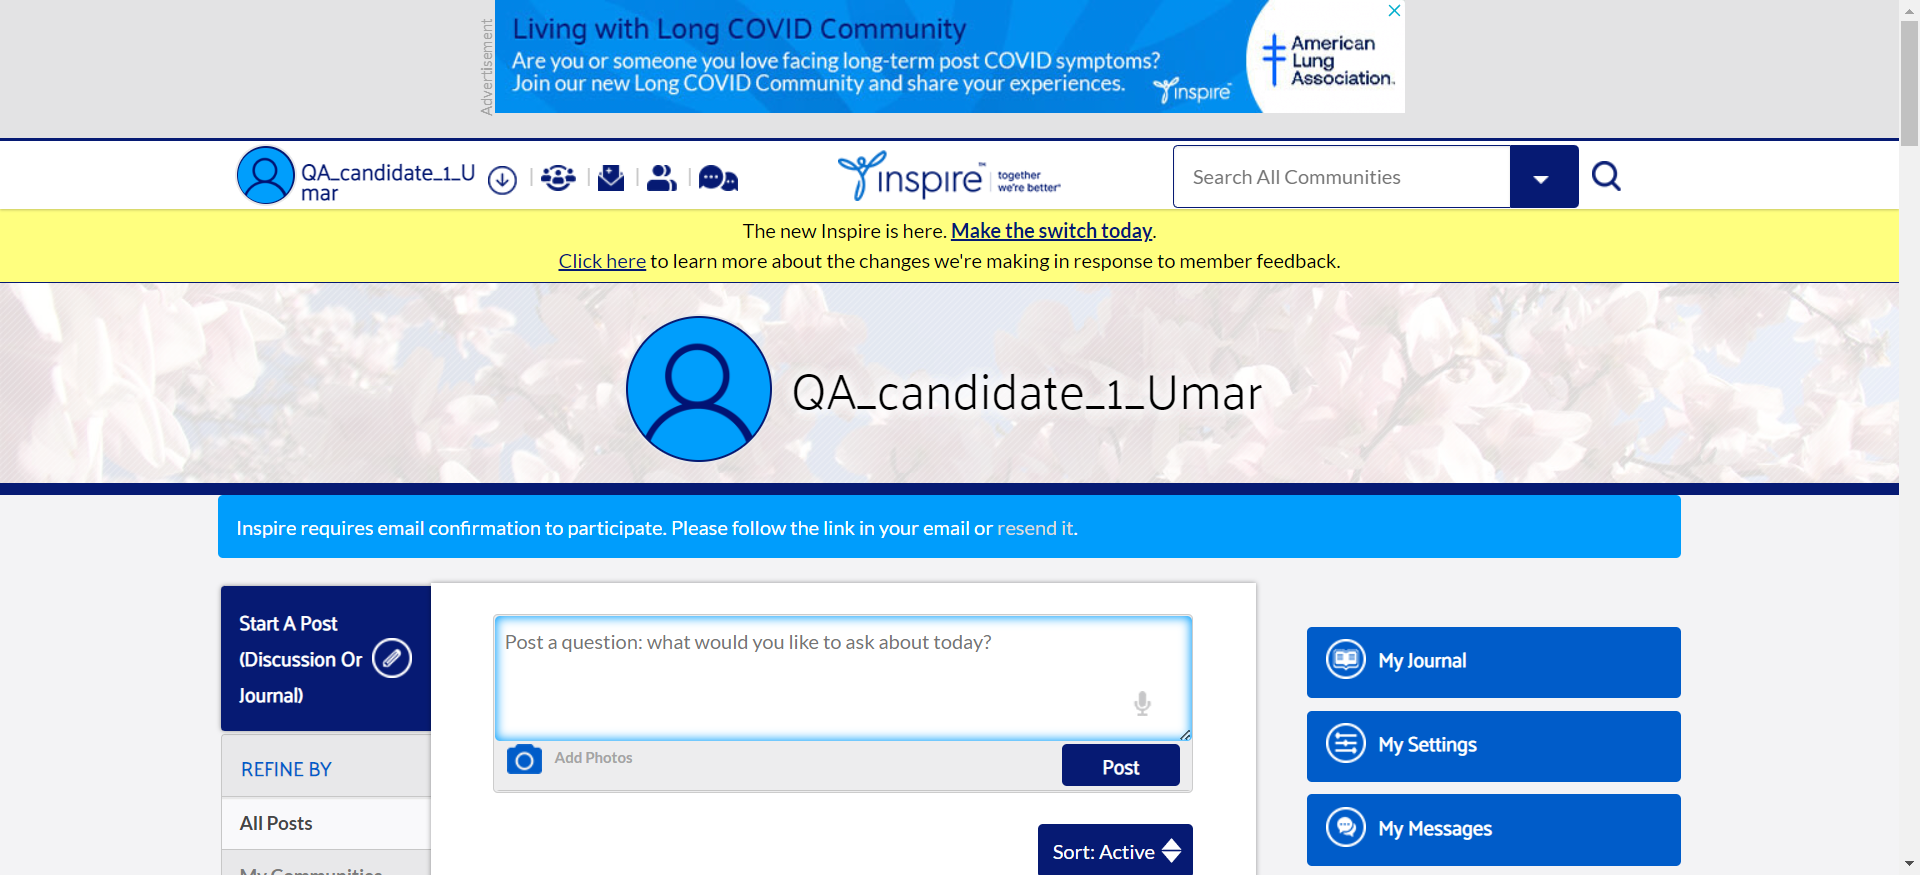 Advertisement
Living with Long COVID Community
Are you or someone you love facing long-term post COVID symptoms?
Join our new Long COVID Community and share your experiences.
inspire
American
Lung
Association.
QA_candidate_1_U
mar
inspire™
together
we're better®
Search All Communities
The new Inspire is here. Make the switch today.
Click here to learn more about the changes we're making in response to member feedback.
QA_candidate_1_Umar
Inspire requires email confirmation to participate. Please follow the link in your email or resend it.
Start A Post
(Discussion Or
Journal)
REFINE BY
All Posts
My Communities
Post a question: what would you like to ask about today?
Add Photos
Post
Sort: Active
My Journal
My Settings
My Messages